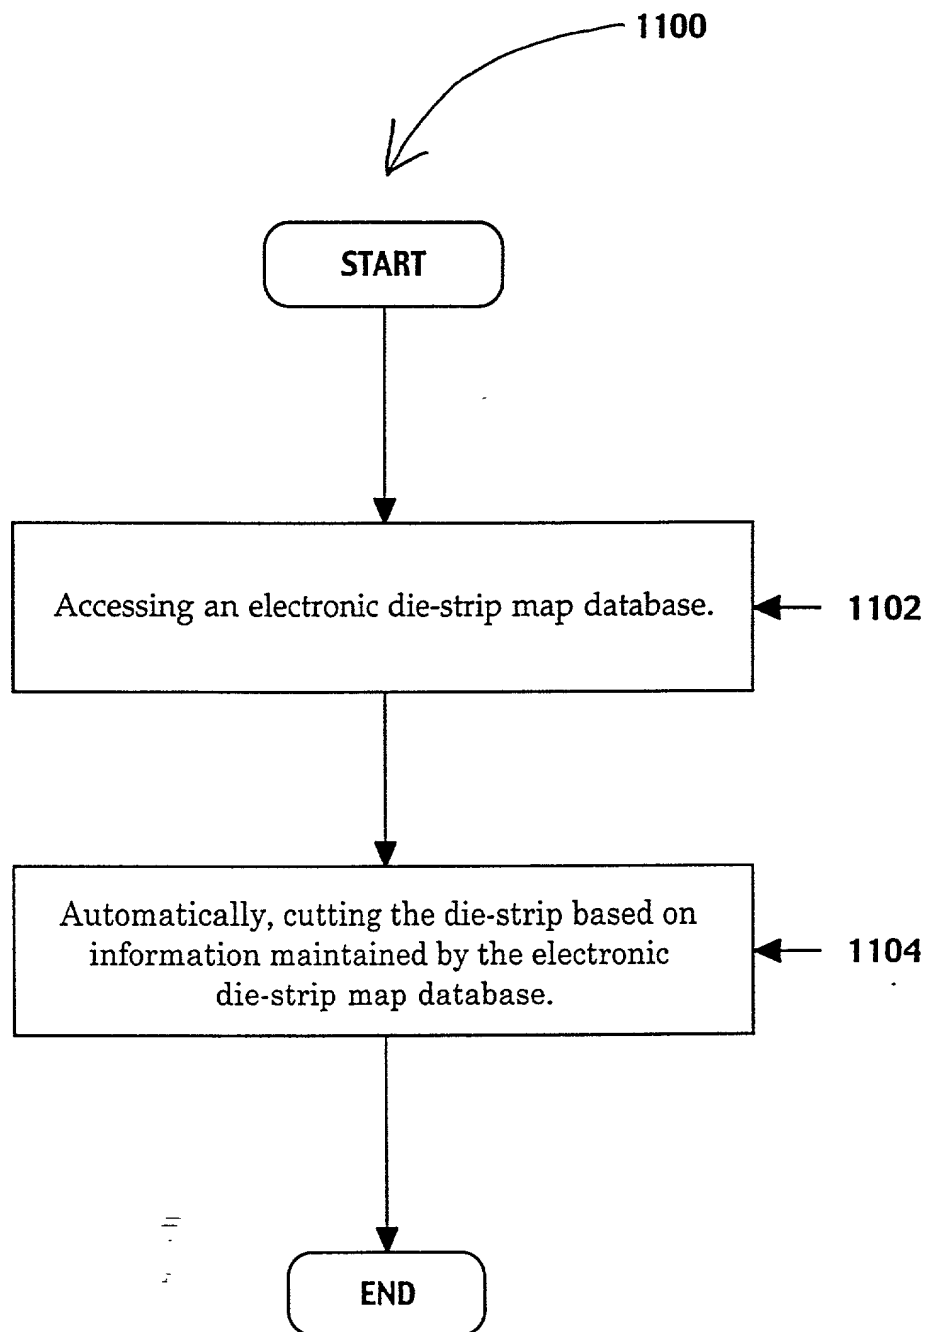 1100
START
Accessing an electronic die-strip map database.
1102
Automatically, cutting the die-strip based on
information maintained by the electronic
die-strip map database.
1104
END